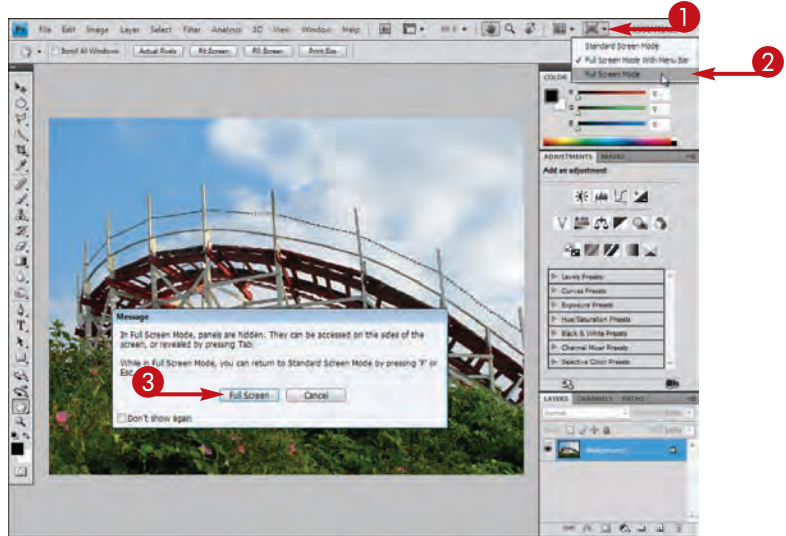 1
Ps File Edit Image Layer Select Filter Analysis 3D View Window Help
Scroll All Windows Actual Pixels Fit Screen Fill Screen Print Size
Standard Screen Mode
✓ Full Screen Mode With Menu Bar
Full Screen Mode
2
COLOR
R
G
B
ADJUSTMENTS MASKS
Add an adjustment
Levels Presets
Curves Presets
Exposure Presets
Hue/Saturation Presets
Black & White Presets
Channel Mixer Presets
Selective Color Presets
Message
In Full Screen Mode, panels are hidden. They can be accessed on the sides of the
screen, or revealed by pressing Tab.
While in Full Screen Mode, you can return to Standard Screen Mode by pressing 'F' or
Esc.
3
Full Screen Cancel
Don't show again
LAYERS CHANNELS PATHS
Normal
Background